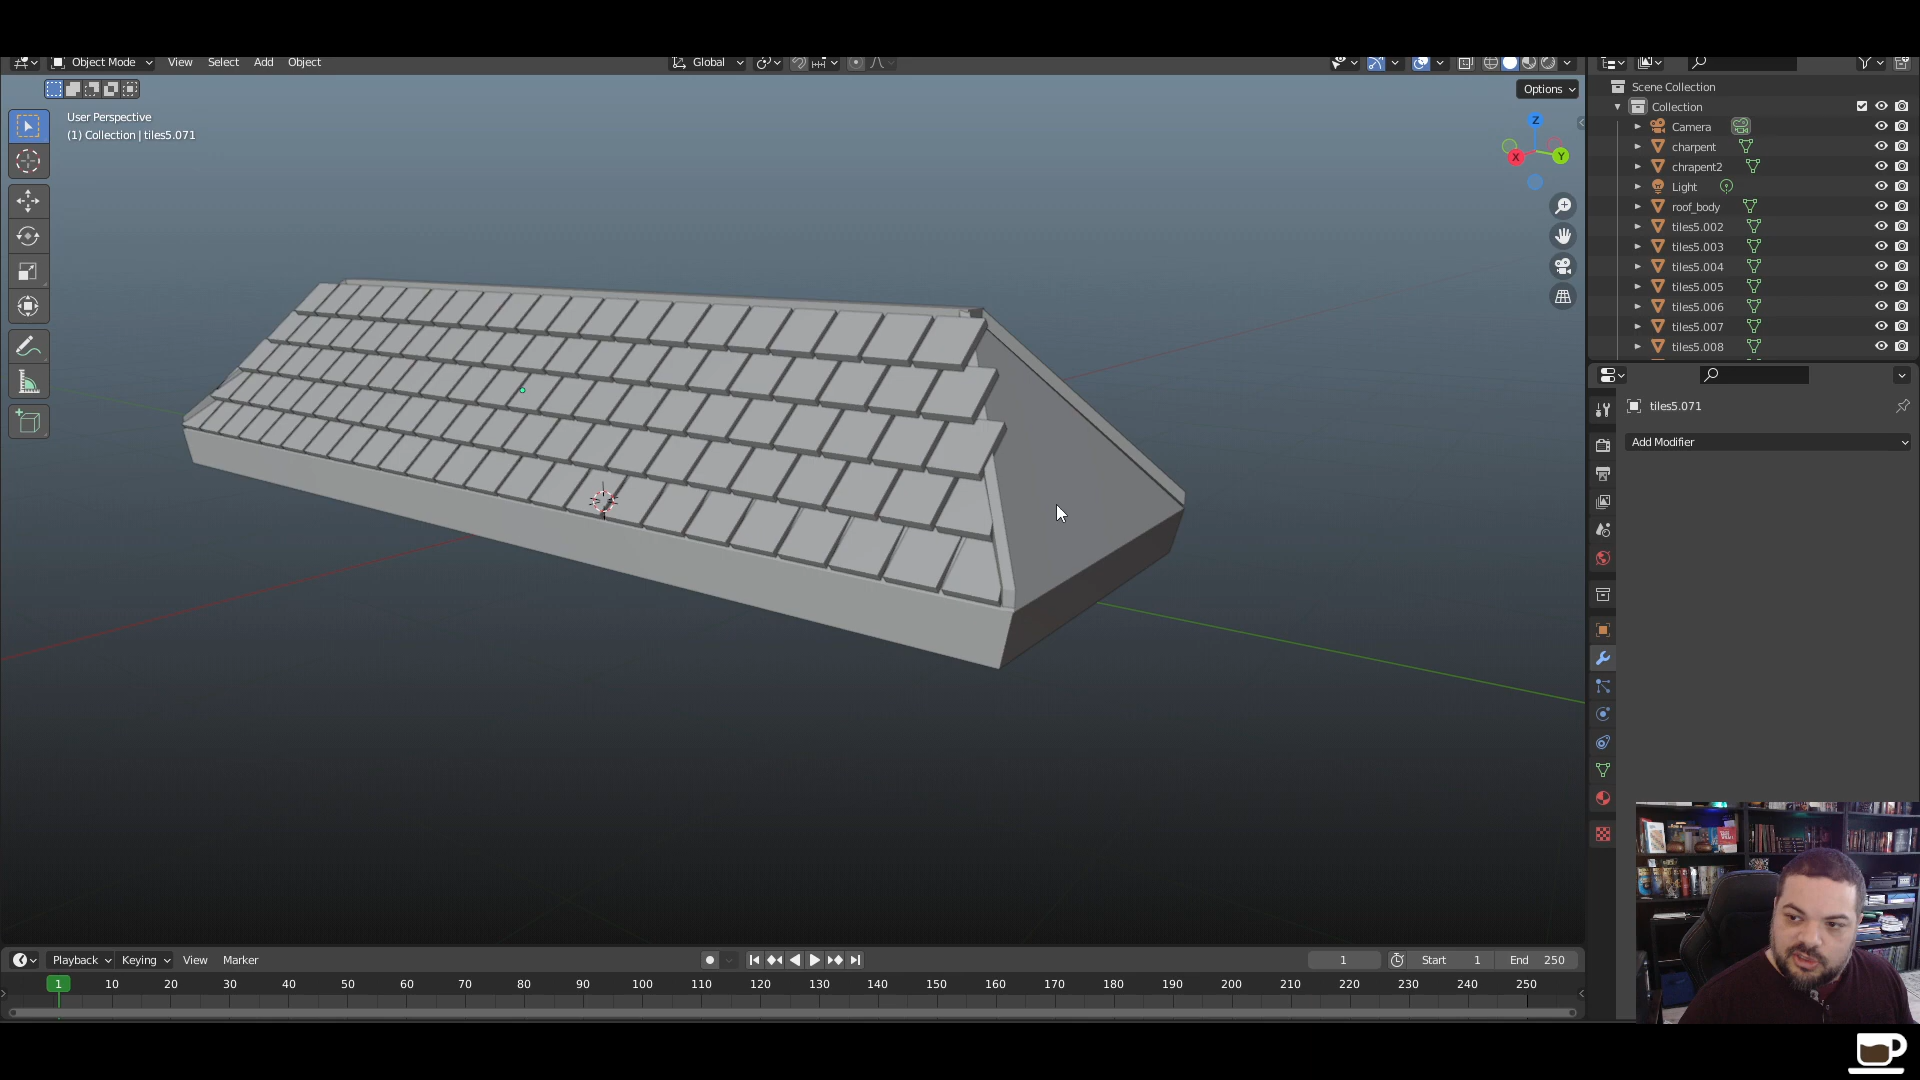 Object Mode View Select Add Object Global
Options
User Perspective
(1) Collection | tiles5.071
Z
X
Y
Scene Collection
Collection
Camera
charpent
chrapent2
Light
roof_body
tiles5.002
tiles5.003
tiles5.004
tiles5.005
tiles5.006
tiles5.007
tiles5.008
tiles5.071
Add Modifier
Playback Keying View Marker 1 Start 1 End 250
1 10 20 30 40 50 60 70 80 90 100 110 120 130 140 150 160 170 180 190 200 210 220 230 240 250